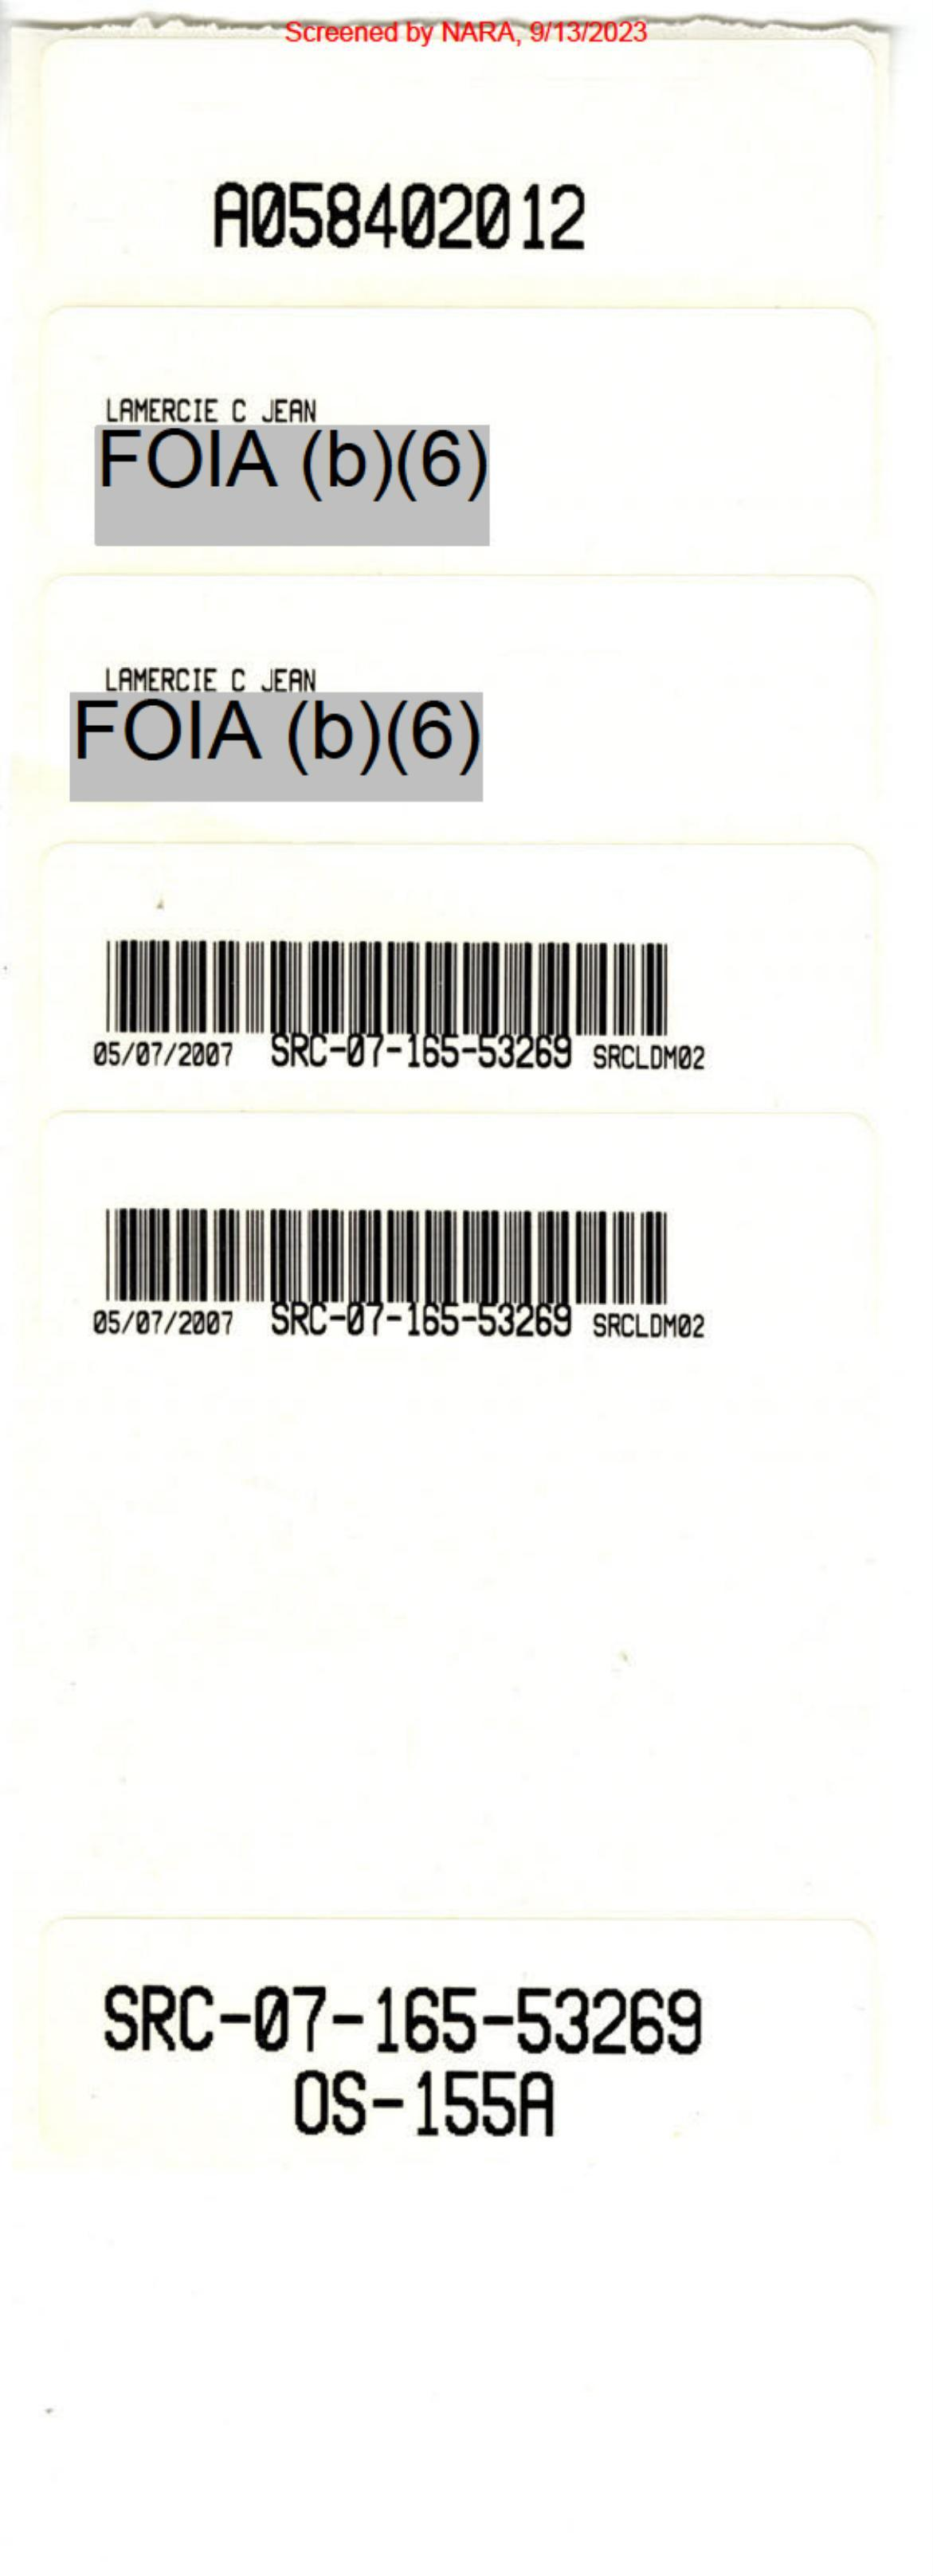 Screened by NARA, 9/13/2023
A058402012
LAMERCIE C JEAN
FOIA (b)(6)
LAMERCIE C JEAN
FOIA (b)(6)
05/07/2007 SRC-07-165-53269 SRCLDM02
05/07/2007 SRC-07-165-53269 SRCLDM02
SRC-07-165-53269
OS-155A